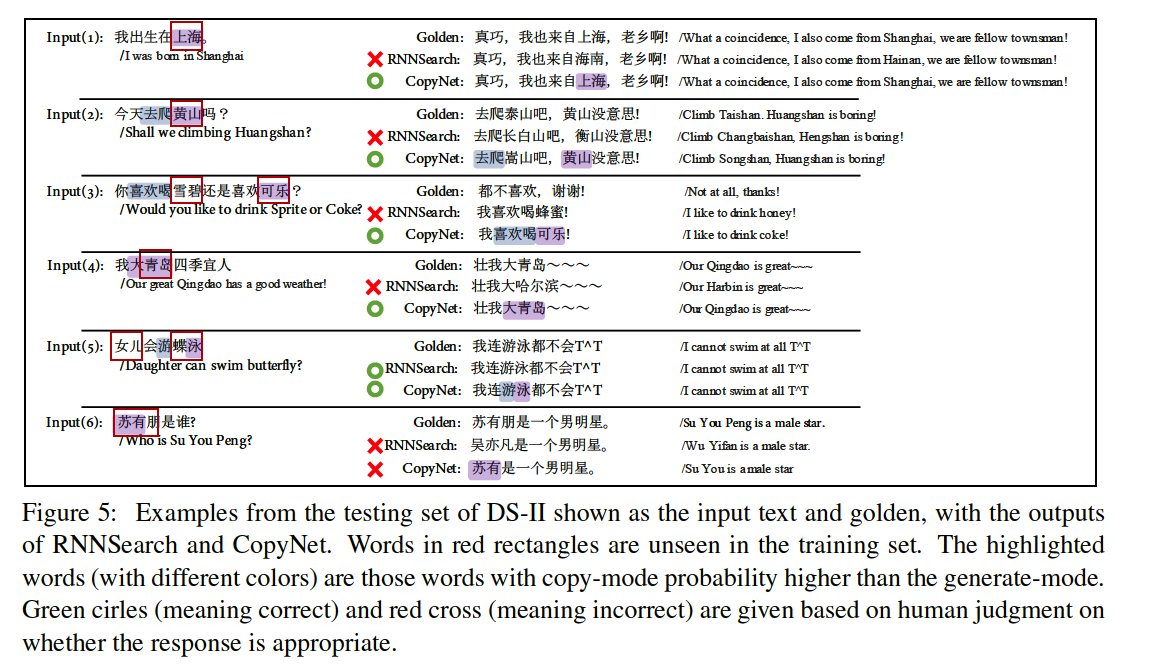 Input(1): 我出生在上海。 Golden: 真巧，我也来自上海，老乡啊! /What a coincidence, I also come from Shanghai, we are fellow townsman!
/I was born in Shanghai RNNSearch: 真巧，我也来自海南，老乡啊! /What a coincidence, I also come from Hainan, we are fellow townsman!
CopyNet: 真巧，我也来自上海，老乡啊! /What a coincidence, I also come from Shanghai, we are fellow townsman!
Input(2): 今天去爬黄山吗？ Golden: 去爬泰山吧，黄山没意思! /Climb Taishan. Huangshan is boring!
/Shall we climbing Huangshan? RNNSearch: 去爬长白山吧，衡山没意思! /Climb Changbaishan, Hengshan is boring!
CopyNet: 去爬嵩山吧，黄山没意思! /Climb Songshan, Huangshan is boring!
Input(3): 你喜欢喝雪碧还是喜欢可乐？ Golden: 都不喜欢，谢谢! /Not at all, thanks!
/Would you like to drink Sprite or Coke? RNNSearch: 我喜欢喝蜂蜜! /I like to drink honey!
CopyNet: 我喜欢喝可乐! /I like to drink coke!
Input(4): 我大青岛四季宜人 Golden: 壮我大青岛～～～ /Our Qingdao is great~~~
/Our great Qingdao has a good weather! RNNSearch: 壮我大哈尔滨～～～ /Our Harbin is great~~~
CopyNet: 壮我大青岛～～～ /Our Qingdao is great~~~
Input(5): 女儿会游蝶泳 Golden: 我连游泳都不会T^T /I cannot swim at all T^T
/Daughter can swim butterfly? RNNSearch: 我连游泳都不会T^T /I cannot swim at all T^T
CopyNet: 我连游泳都不会T^T /I cannot swim at all T^T
Input(6): 苏有朋是谁? Golden: 苏有朋是一个男明星。 /Su You Peng is a male star.
/Who is Su You Peng? RNNSearch: 吴亦凡是一个男明星。 /Wu Yifan is a male star.
CopyNet: 苏有是一个男明星。 /Su You is a male star
Figure 5: Examples from the testing set of DS-II shown as the input text and golden, with the outputs
of RNNSearch and CopyNet. Words in red rectangles are unseen in the training set. The highlighted
words (with different colors) are those words with copy-mode probability higher than the generate-mode.
Green cirles (meaning correct) and red cross (meaning incorrect) are given based on human judgment on
whether the response is appropriate.